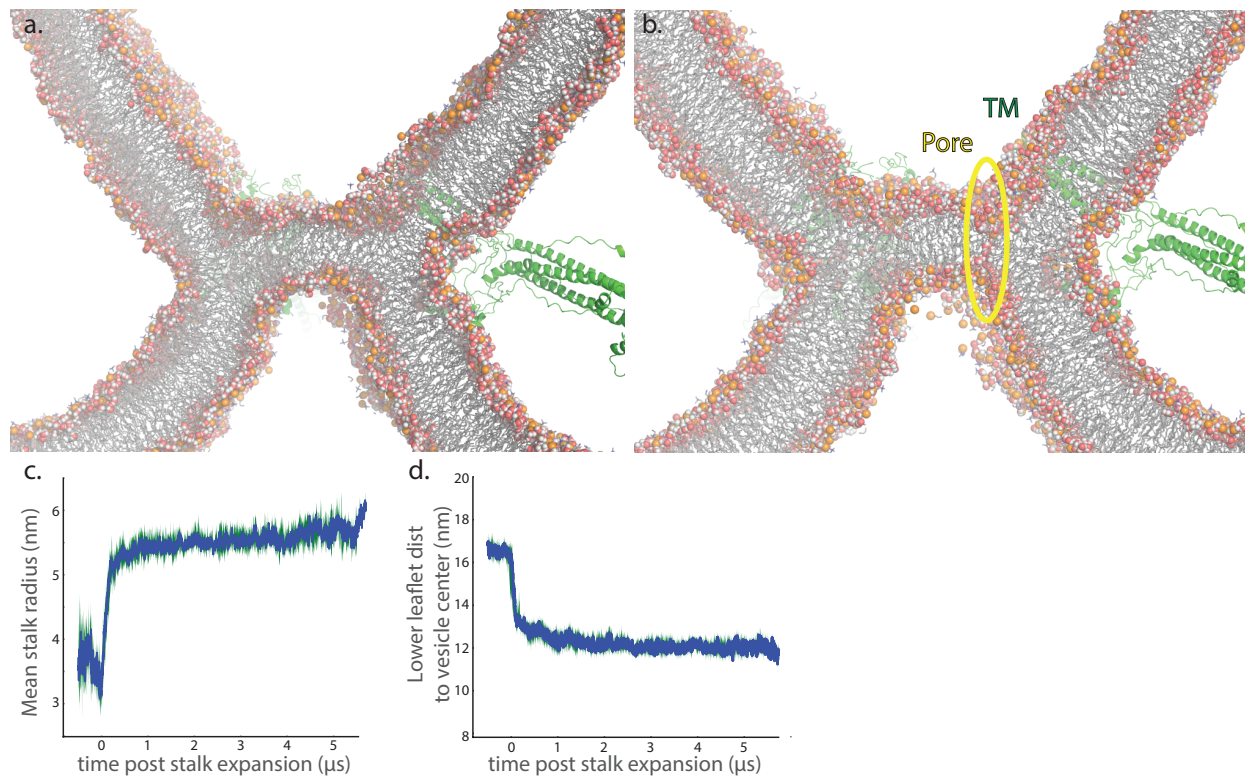 a.
b.
TM
Pore
c.
Mean stalk radius (nm)
6
5
4
3
0 1 2 3 4 5
time post stalk expansion (µs)
d.
Lower leaflet dist
to vesicle center (nm)
20
18
16
14
12
10
8
0 1 2 3 4 5
time post stalk expansion (µs)